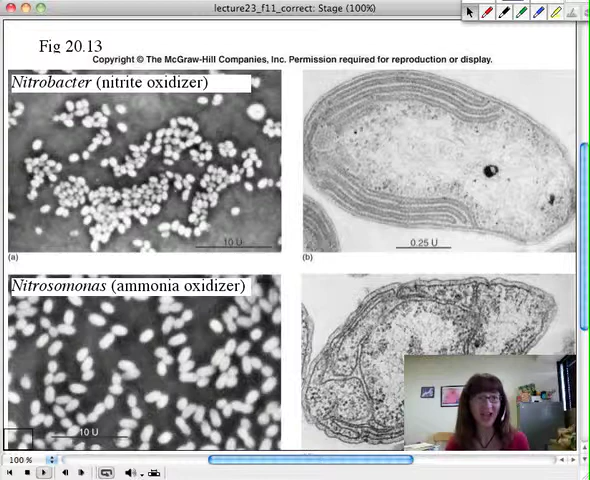 lecture23_f11_correct: Stage (100%)
Fig 20.13
Copyright © The McGraw-Hill Companies, Inc. Permission required for reproduction or display.
Nitrobacter (nitrite oxidizer)
10 U
0.25 U
(a)
(b)
Nitrosomonas (ammonia oxidizer)
10 U
100 %